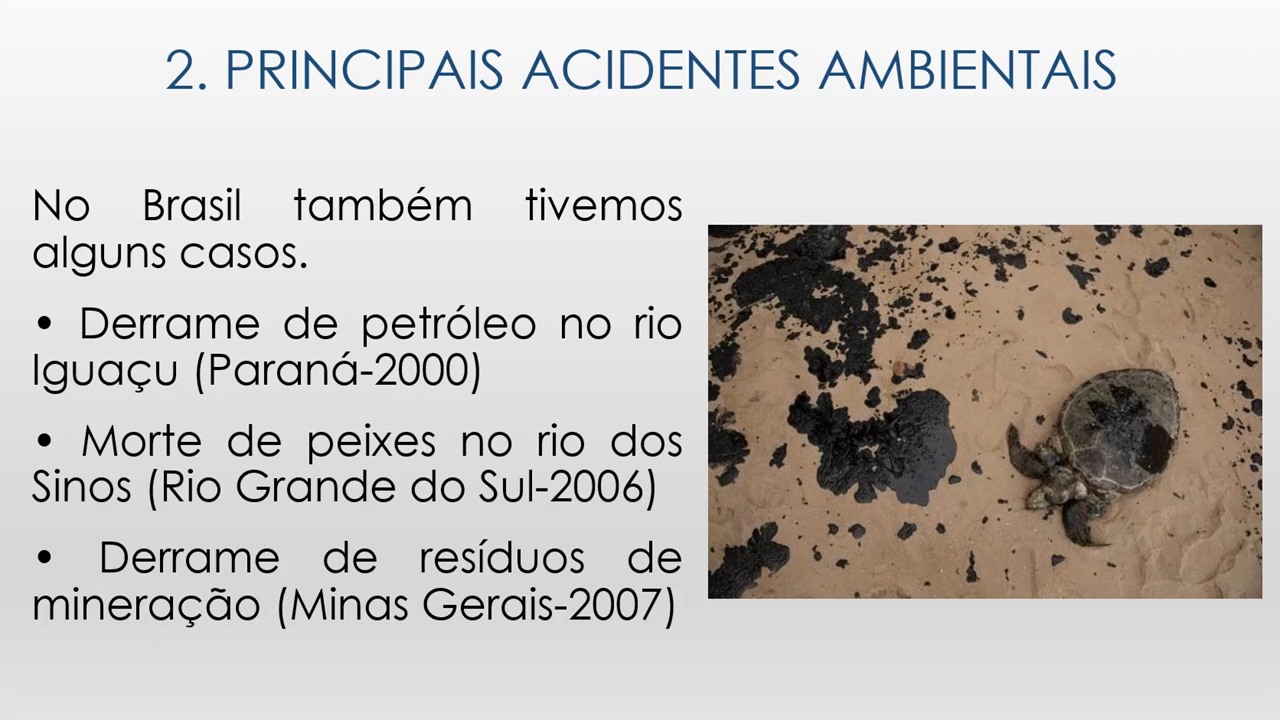 2. PRINCIPAIS ACIDENTES AMBIENTAIS
No Brasil também tivemos
alguns casos.
• Derrame de petróleo no rio
Iguaçu (Paraná-2000)
• Morte de peixes no rio dos
Sinos (Rio Grande do Sul-2006)
• Derrame de resíduos de
mineração (Minas Gerais-2007)